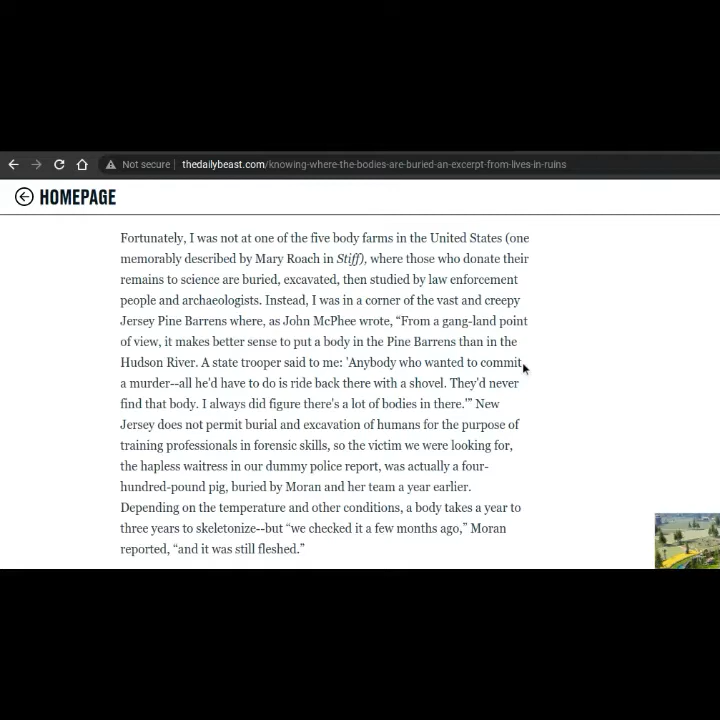 Not secure | thedailybeast.com/knowing-where-the-bodies-are-buried-an-excerpt-from-lives-in-ruins
HOMEPAGE
Fortunately, I was not at one of the five body farms in the United States (one
memorably described by Mary Roach in Stiff), where those who donate their
remains to science are buried, excavated, then studied by law enforcement
people and archaeologists. Instead, I was in a corner of the vast and creepy
Jersey Pine Barrens where, as John McPhee wrote, “From a gang-land point
of view, it makes better sense to put a body in the Pine Barrens than in the
Hudson River. A state trooper said to me: 'Anybody who wanted to commit
a murder--all he'd have to do is ride back there with a shovel. They'd never
find that body. I always did figure there's a lot of bodies in there.'” New
Jersey does not permit burial and excavation of humans for the purpose of
training professionals in forensic skills, so the victim we were looking for,
the hapless waitress in our dummy police report, was actually a four-
hundred-pound pig, buried by Moran and her team a year earlier.
Depending on the temperature and other conditions, a body takes a year to
three years to skeletonize--but “we checked it a few months ago,” Moran
reported, “and it was still fleshed.”